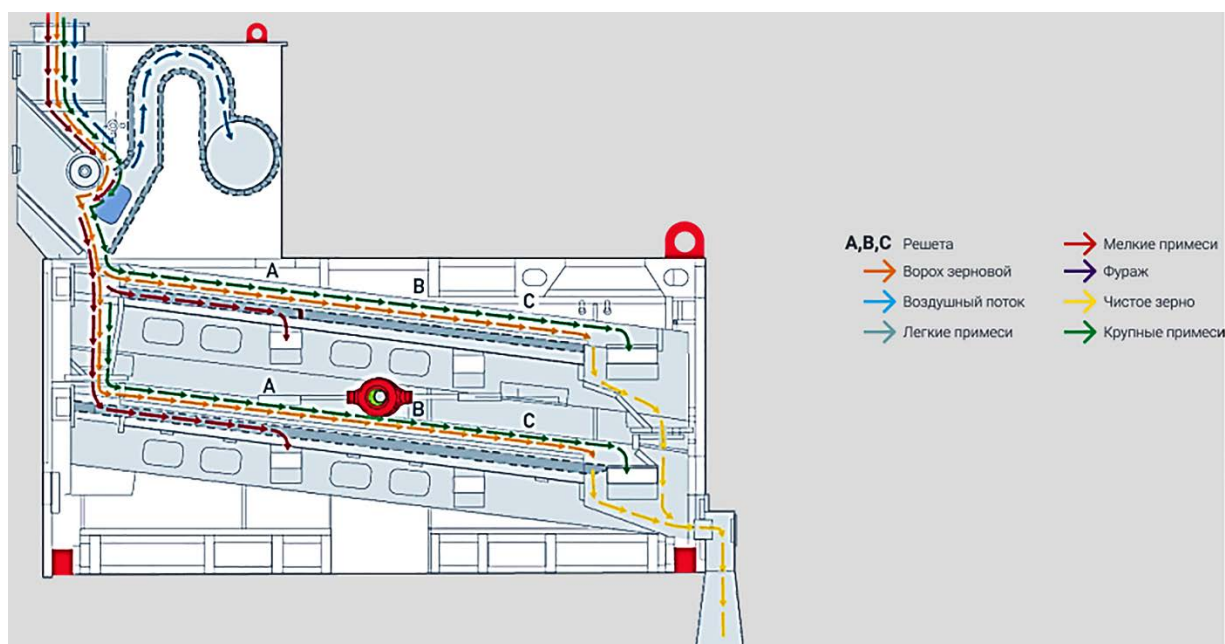 A
B
C
A
B
C
A,B,C Решета
Ворох зерновой
Воздушный поток
Легкие примеси
Мелкие примеси
Фураж
Чистое зерно
Крупные примеси